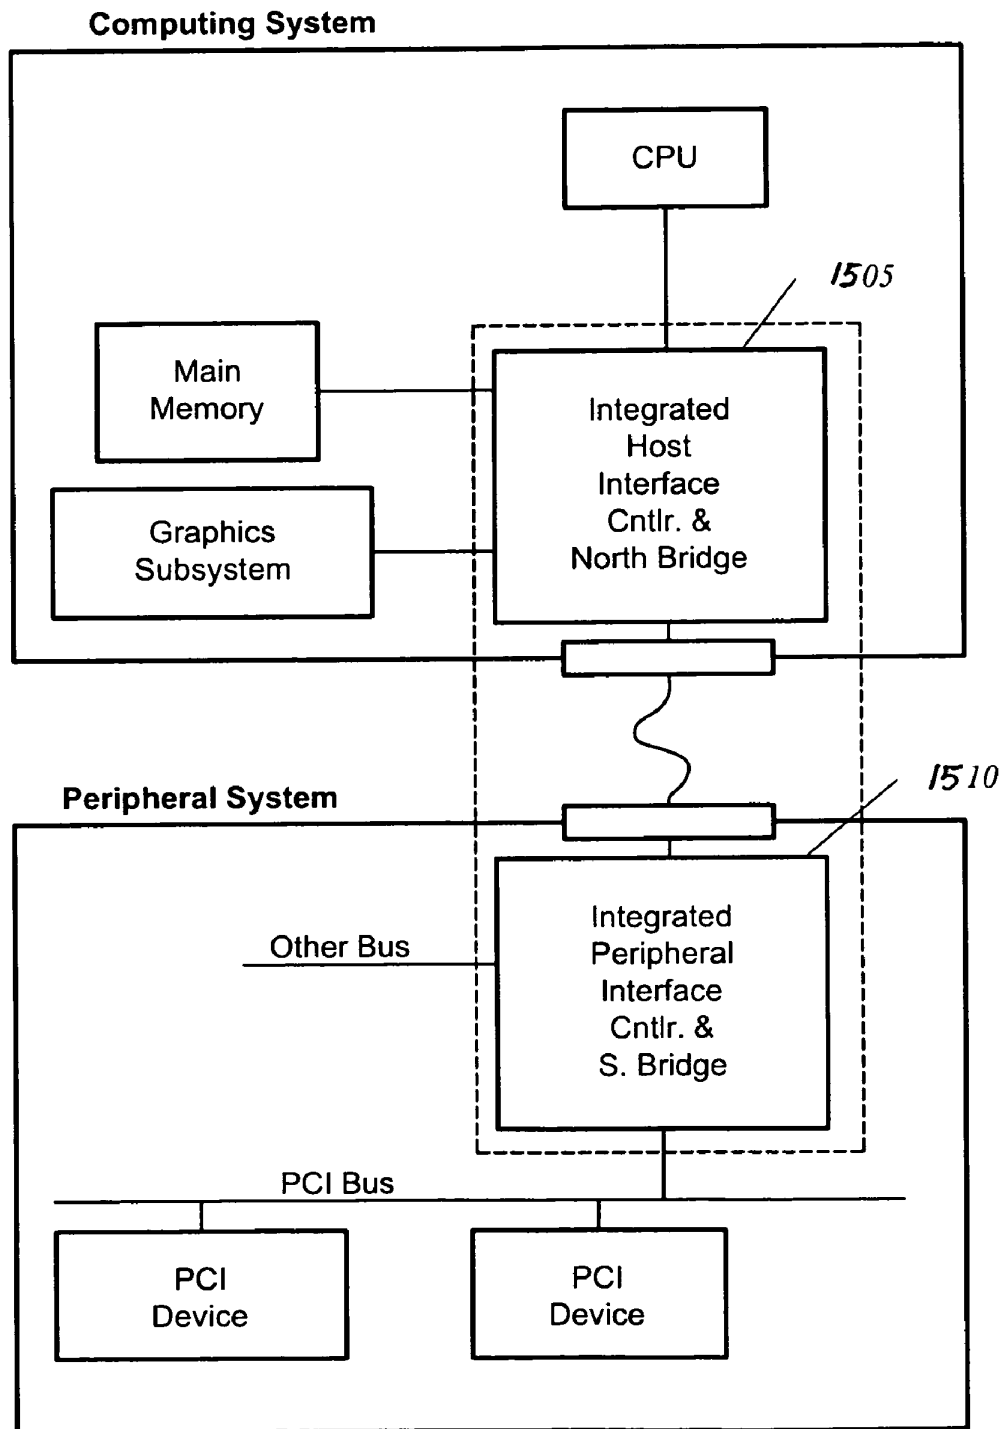 Computing System
CPU
1505
Main
Memory
Integrated
Host
Interface
Cntlr. &
North Bridge
Graphics
Subsystem
Peripheral System
1510
Other Bus
Integrated
Peripheral
Interface
Cntlr. &
S. Bridge
PCI Bus
PCI
Device
PCI
Device